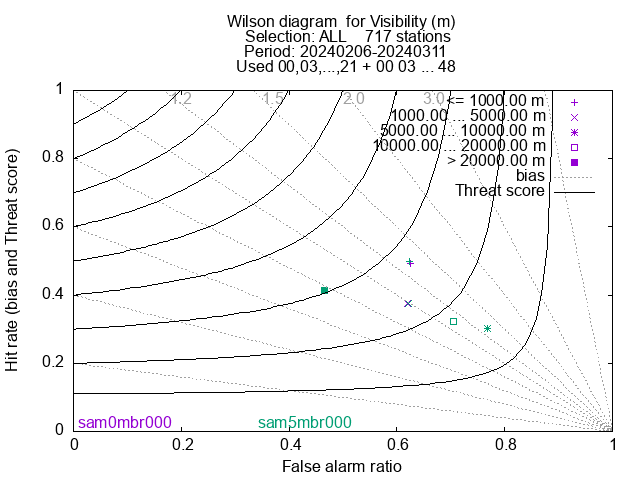 Wilson diagram  for Visibility (m)
Selection: ALL    717 stations
Period: 20240206-20240311
Used 00,03,...,21 + 00 03 ... 48
1.2 1.5 2.0 3.0
<= 1000.00 m
1000.00 ... 5000.00 m
5000.00 ... 10000.00 m
10000.00 ... 20000.00 m
> 20000.00 m
bias
Threat score
1
0.8
0.6
0.4
0.2
0
Hit rate (bias and Threat score)
sam0mbr000 sam5mbr000
0 0.2 0.4 0.6 0.8 1
False alarm ratio